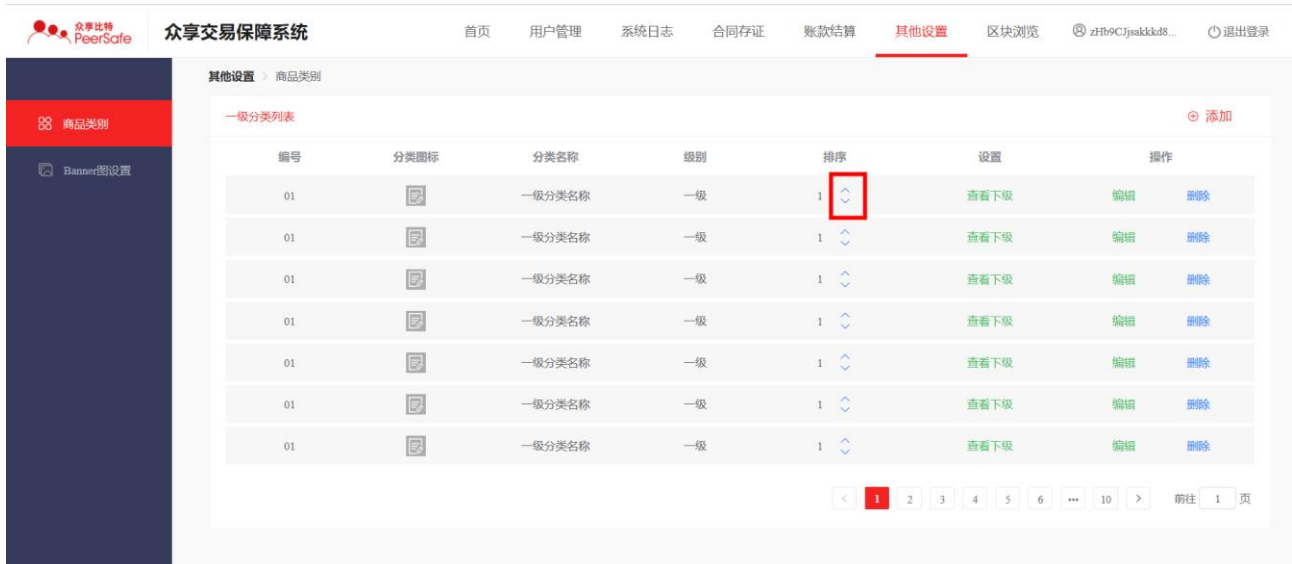 众享比特 PeerSafe 众享交易保障系统 首页 用户管理 系统日志 合同存证 账款结算 其他设置 区块浏览 zHb9CJjsakkkd8... 退出登录
其他设置 > 商品类别
商品类别
Banner图设置
一级分类列表 添加
编号 分类图标 分类名称 级别 排序 设置 操作
01 一级分类名称 一级 1 查看下级 编辑 删除
01 一级分类名称 一级 1 查看下级 编辑 删除
01 一级分类名称 一级 1 查看下级 编辑 删除
01 一级分类名称 一级 1 查看下级 编辑 删除
01 一级分类名称 一级 1 查看下级 编辑 删除
01 一级分类名称 一级 1 查看下级 编辑 删除
01 一级分类名称 一级 1 查看下级 编辑 删除
< 1 2 3 4 5 6 ... 10 > 前往 1 页